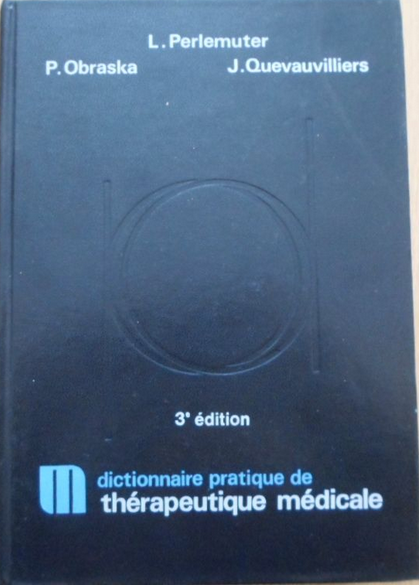 L. Perlemuter
P. Obraska J. Quevauvilliers
3e édition
m dictionnaire pratique de
thérapeutique médicale